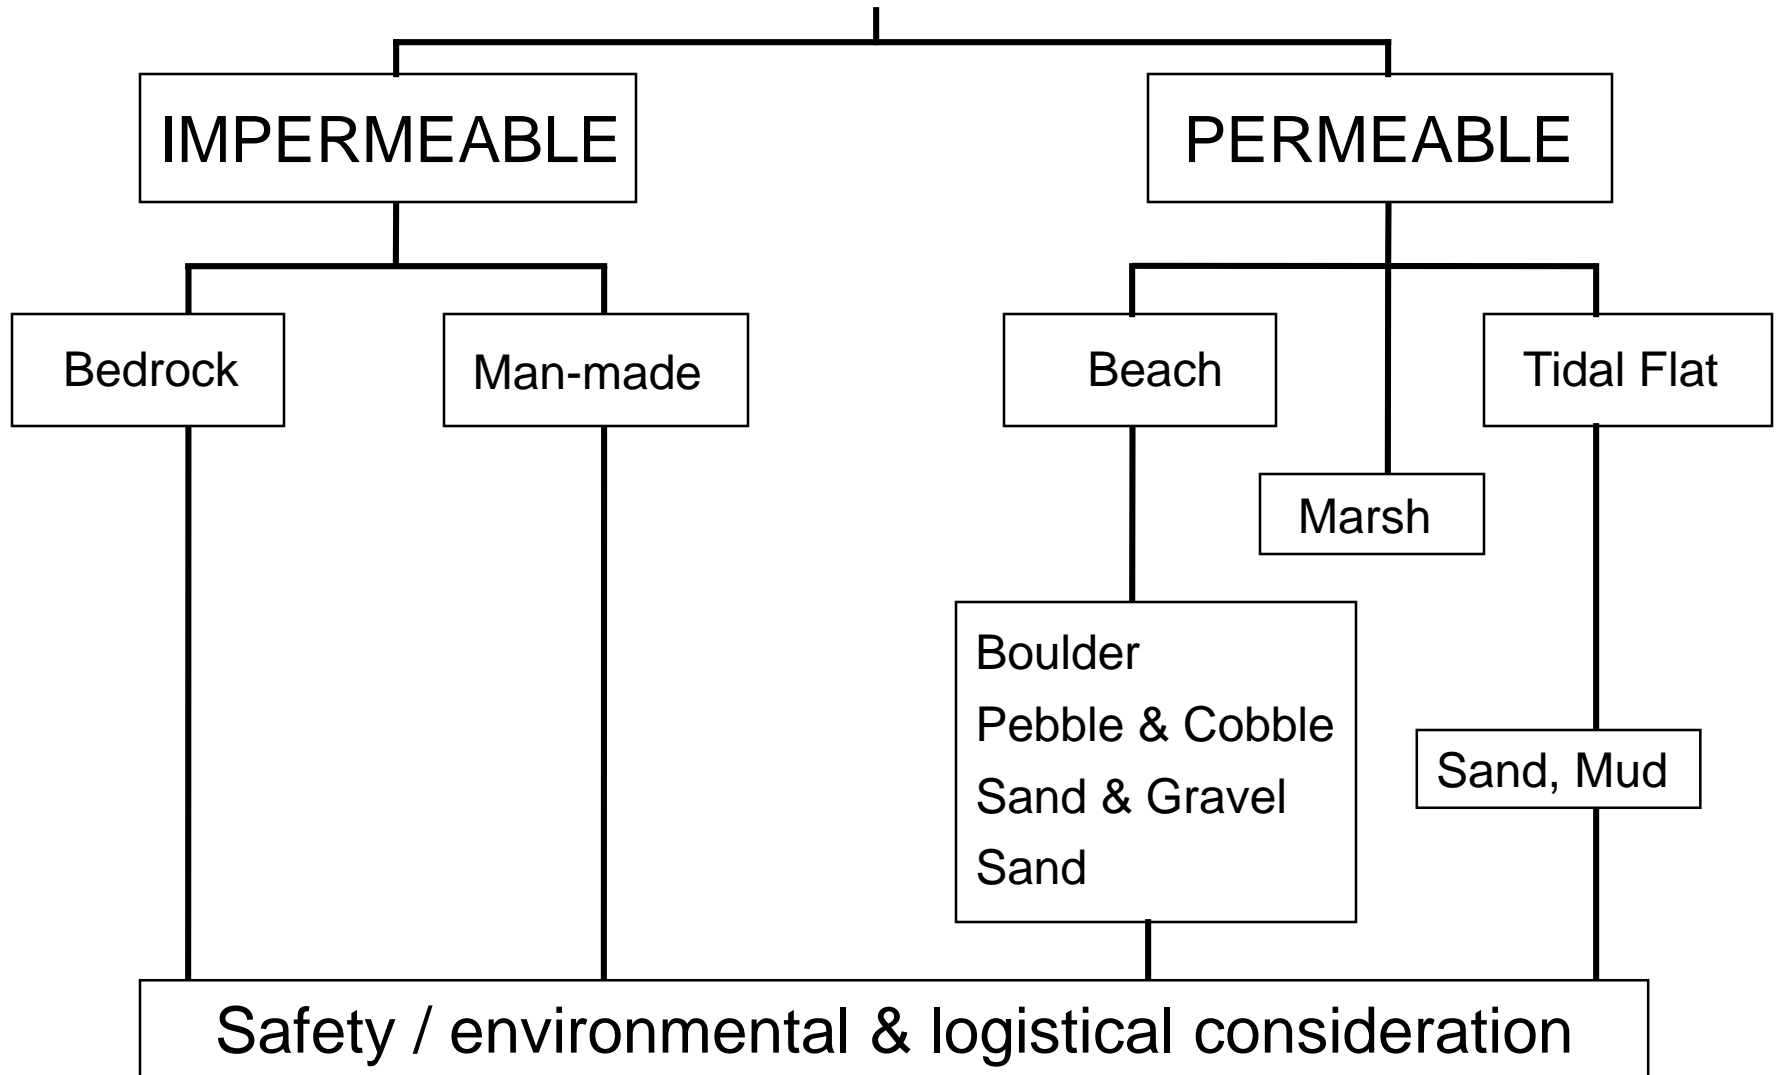 IMPERMEABLE
PERMEABLE
Bedrock
Man-made
Beach
Tidal Flat
Marsh
Boulder
Pebble & Cobble
Sand & Gravel
Sand
Sand, Mud
Safety / environmental & logistical consideration